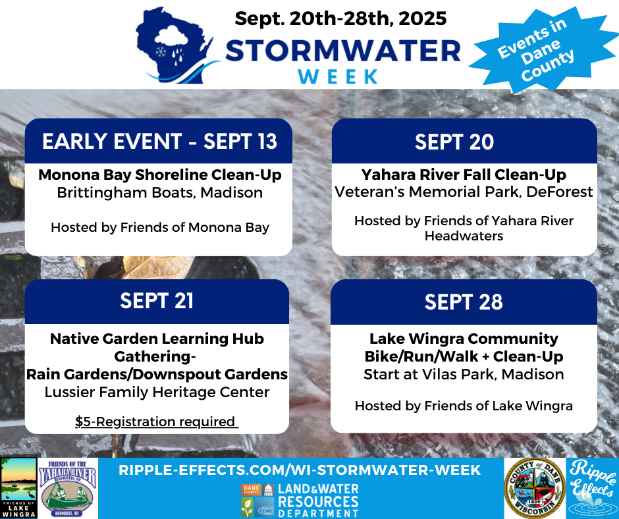 Sept. 20th-28th, 2025
STORMWATER
WEEK
Events in
Dane
County
EARLY EVENT - SEPT 13
Monona Bay Shoreline Clean-Up
Brittingham Boats, Madison
Hosted by Friends of Monona Bay
SEPT 20
Yahara River Fall Clean-Up
Veteran's Memorial Park, DeForest
Hosted by Friends of Yahara River
Headwaters
SEPT 21
Native Garden Learning Hub
Gathering-
Rain Gardens/Downspout Gardens
Lussier Family Heritage Center
$5-Registration required
SEPT 28
Lake Wingra Community
Bike/Run/Walk + Clean-Up
Start at Vilas Park, Madison
Hosted by Friends of Lake Wingra
FRIENDS OF
LAKE
WINGRA
FRIENDS OF THE
YAHARA RIVER
HEADWATERS, INC
DEFOREST, WI
RIPPLE-EFFECTS.COM/WI-STORMWATER-WEEK
DANE
COUNTY
LAND & WATER
RESOURCES
DEPARTMENT
COUNTY OF DANE
WISCONSIN
Ripple
Effects